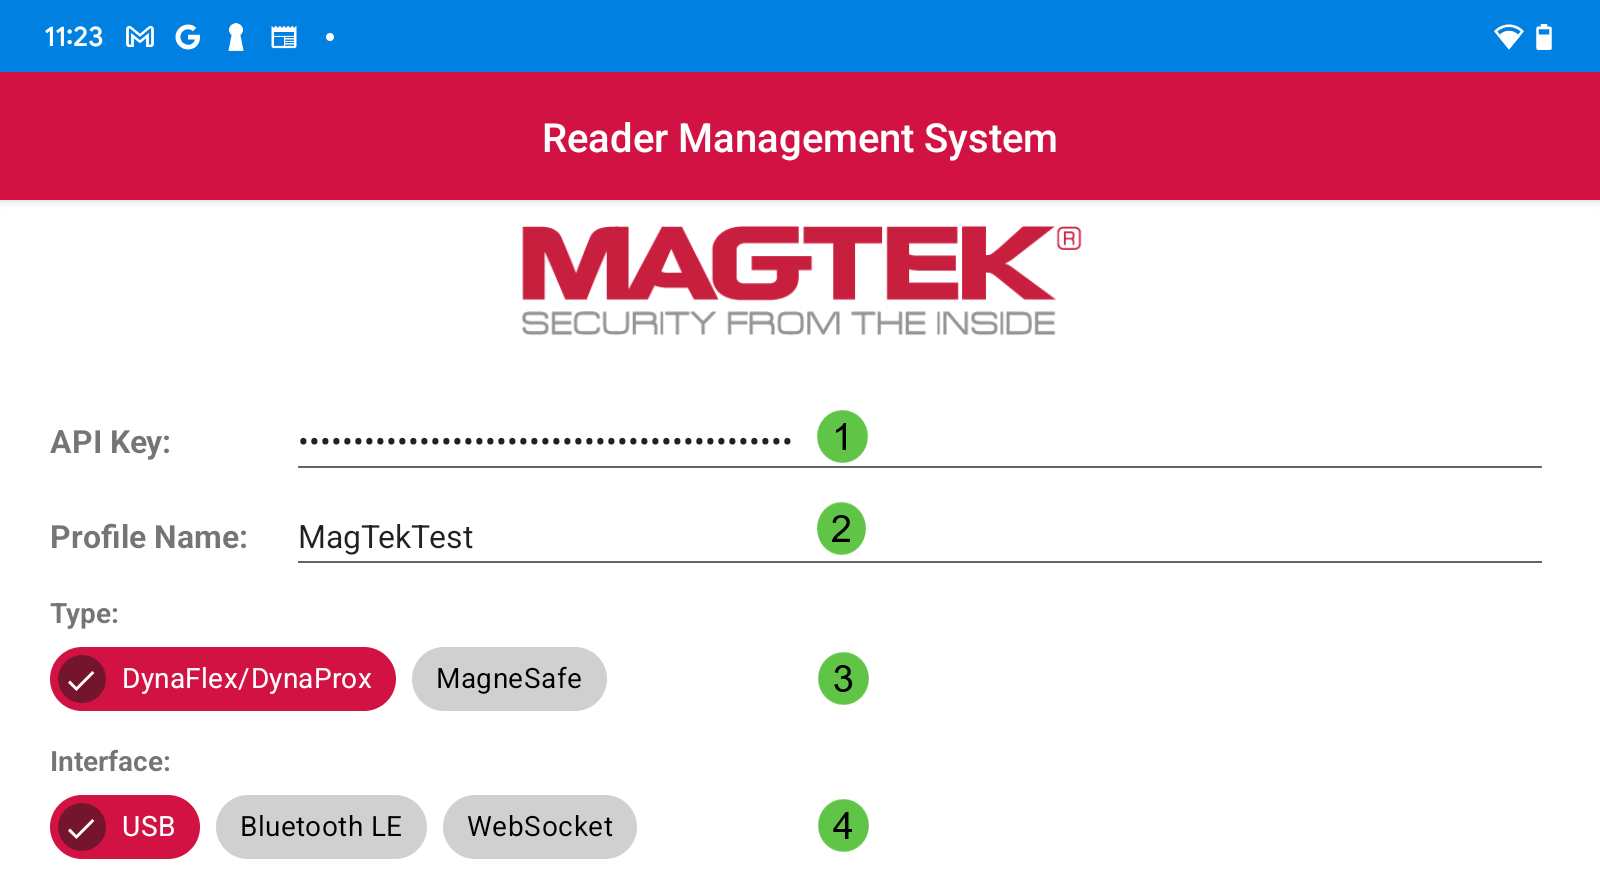 11:23
Reader Management System
MAGTEK®
SECURITY FROM THE INSIDE
API Key: ••••••••••••••••••••••••••••••••••••••••••••• 1
Profile Name: MagTekTest 2
Type:
DynaFlex/DynaProx MagneSafe 3
Interface:
USB Bluetooth LE WebSocket 4